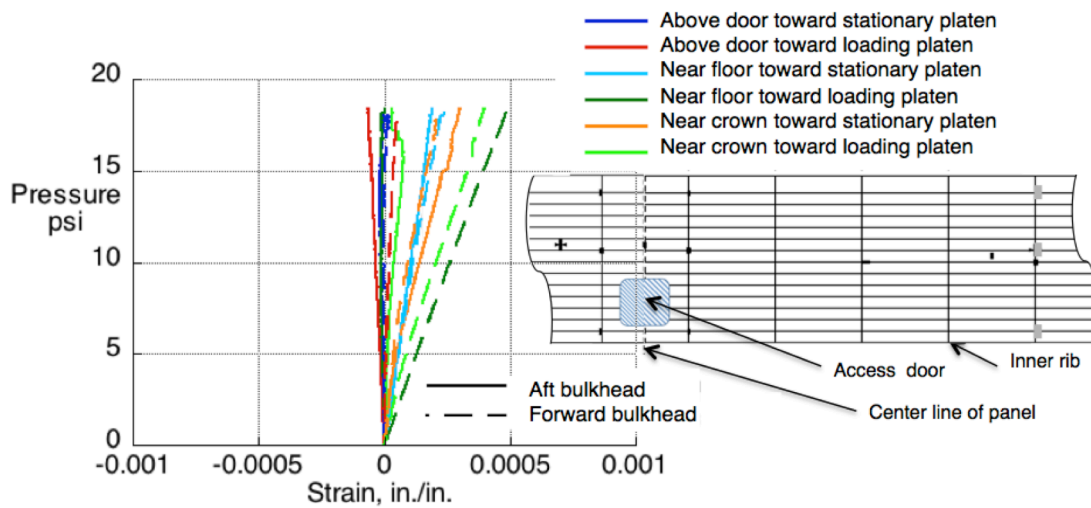 Above door toward stationary platen
Above door toward loading platen
Near floor toward stationary platen
Near floor toward loading platen
Near crown toward stationary platen
Near crown toward loading platen
20
15
Pressure
psi
10
5
0
Aft bulkhead
Forward bulkhead
Access door
Inner rib
Center line of panel
-0.001
-0.0005
0
0.0005
0.001
Strain, in./in.